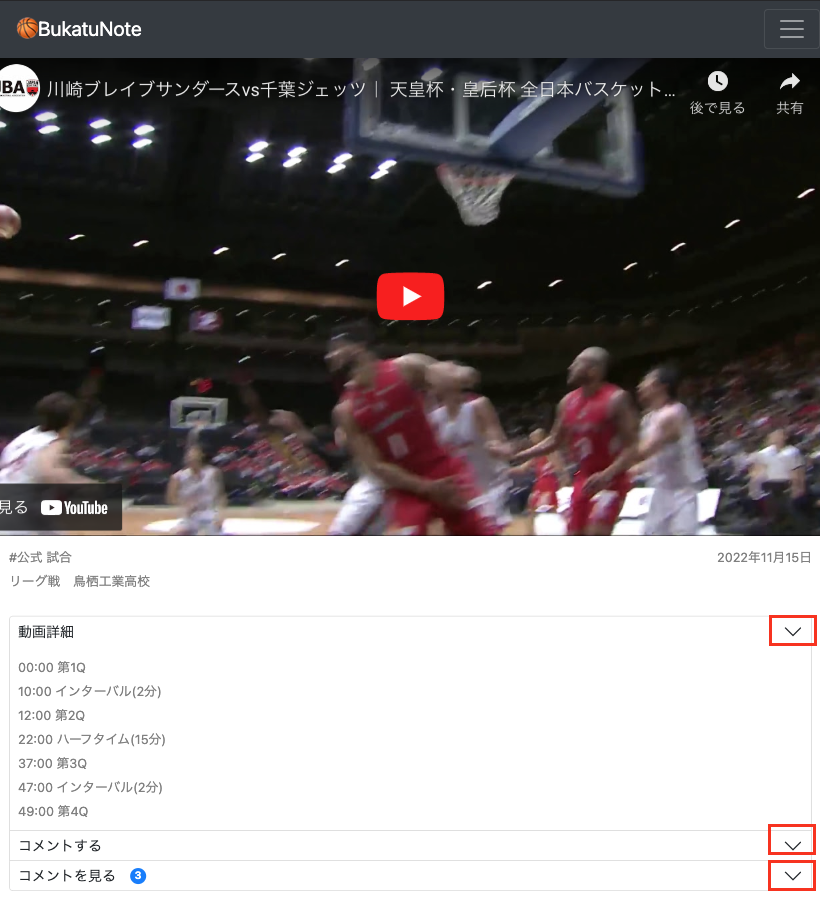 BukatuNote
JBA
川崎ブレイブサンダースvs千葉ジェッツ｜ 天皇杯・皇后杯 全日本バスケット...
後で見る
共有
見る YouTube
#公式 試合
2022年11月15日
リーグ戦　鳥栖工業高校
動画詳細
00:00 第1Q
10:00 インターバル(2分)
12:00 第2Q
22:00 ハーフタイム(15分)
37:00 第3Q
47:00 インターバル(2分)
49:00 第4Q
コメントする
コメントを見る 3